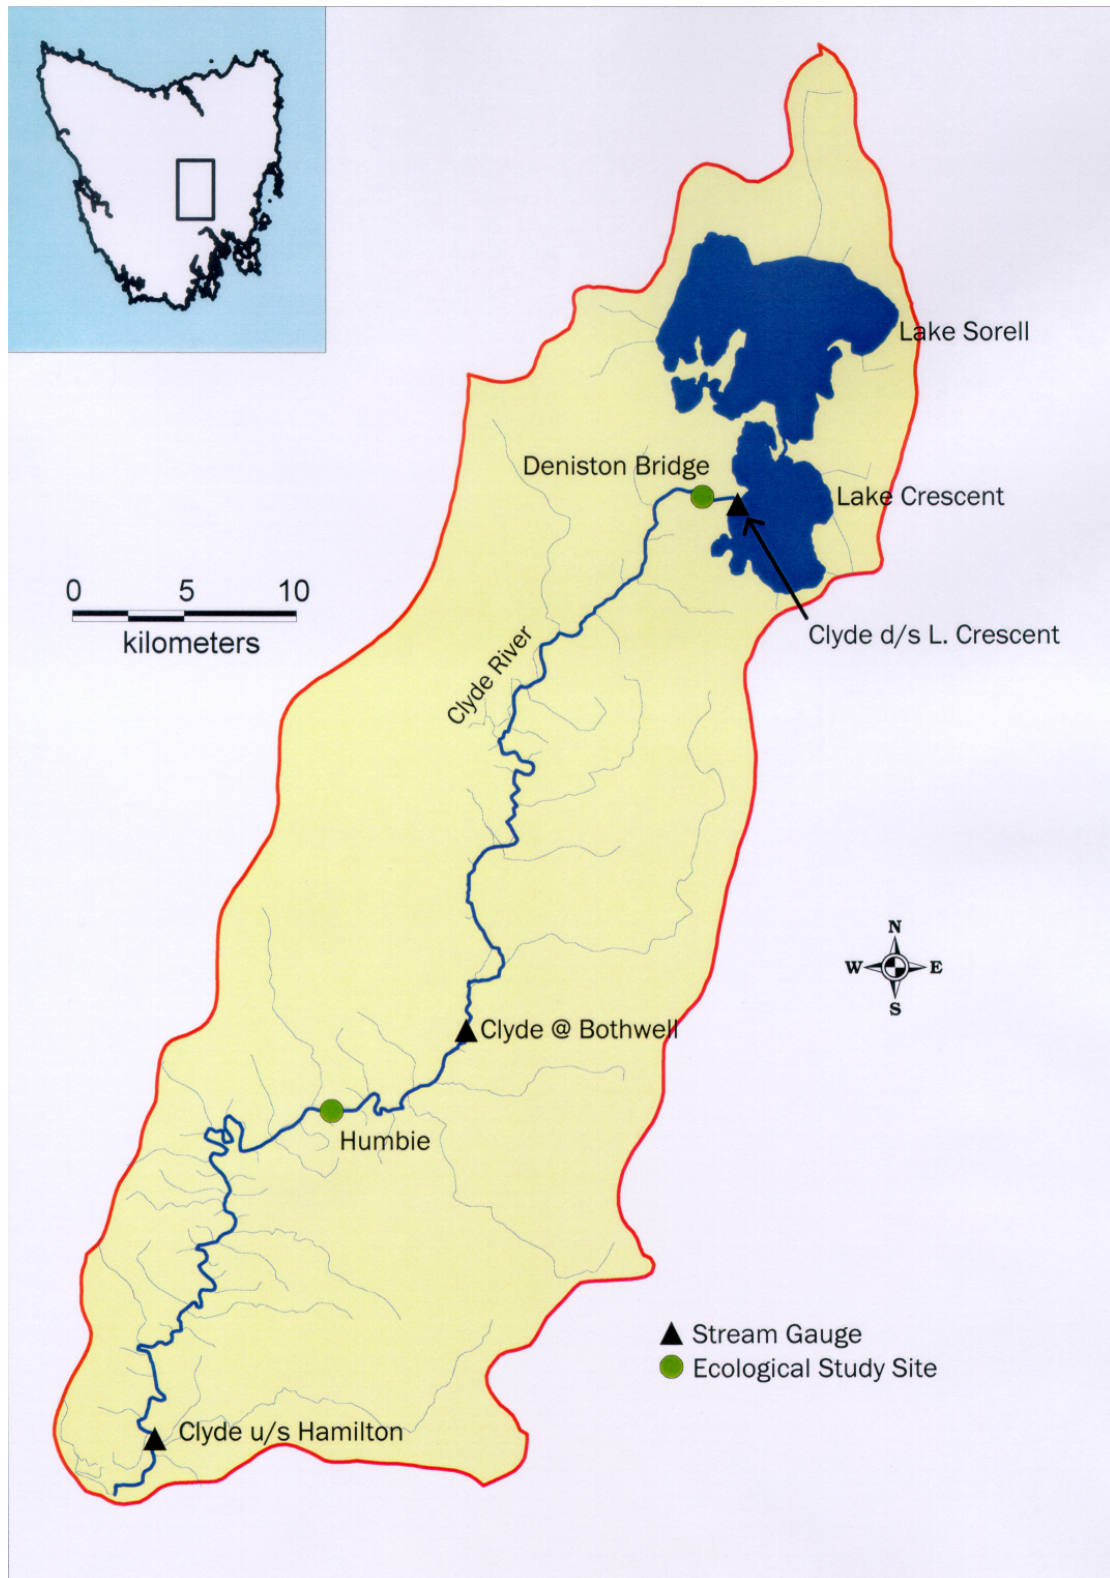 Lake Sorell
Deniston Bridge
Lake Crescent
0 5 10
kilometers
Clyde d/s L. Crescent
Clyde River
N
W E
S
Clyde @ Bothwell
Humbie
Stream Gauge
Ecological Study Site
Clyde u/s Hamilton